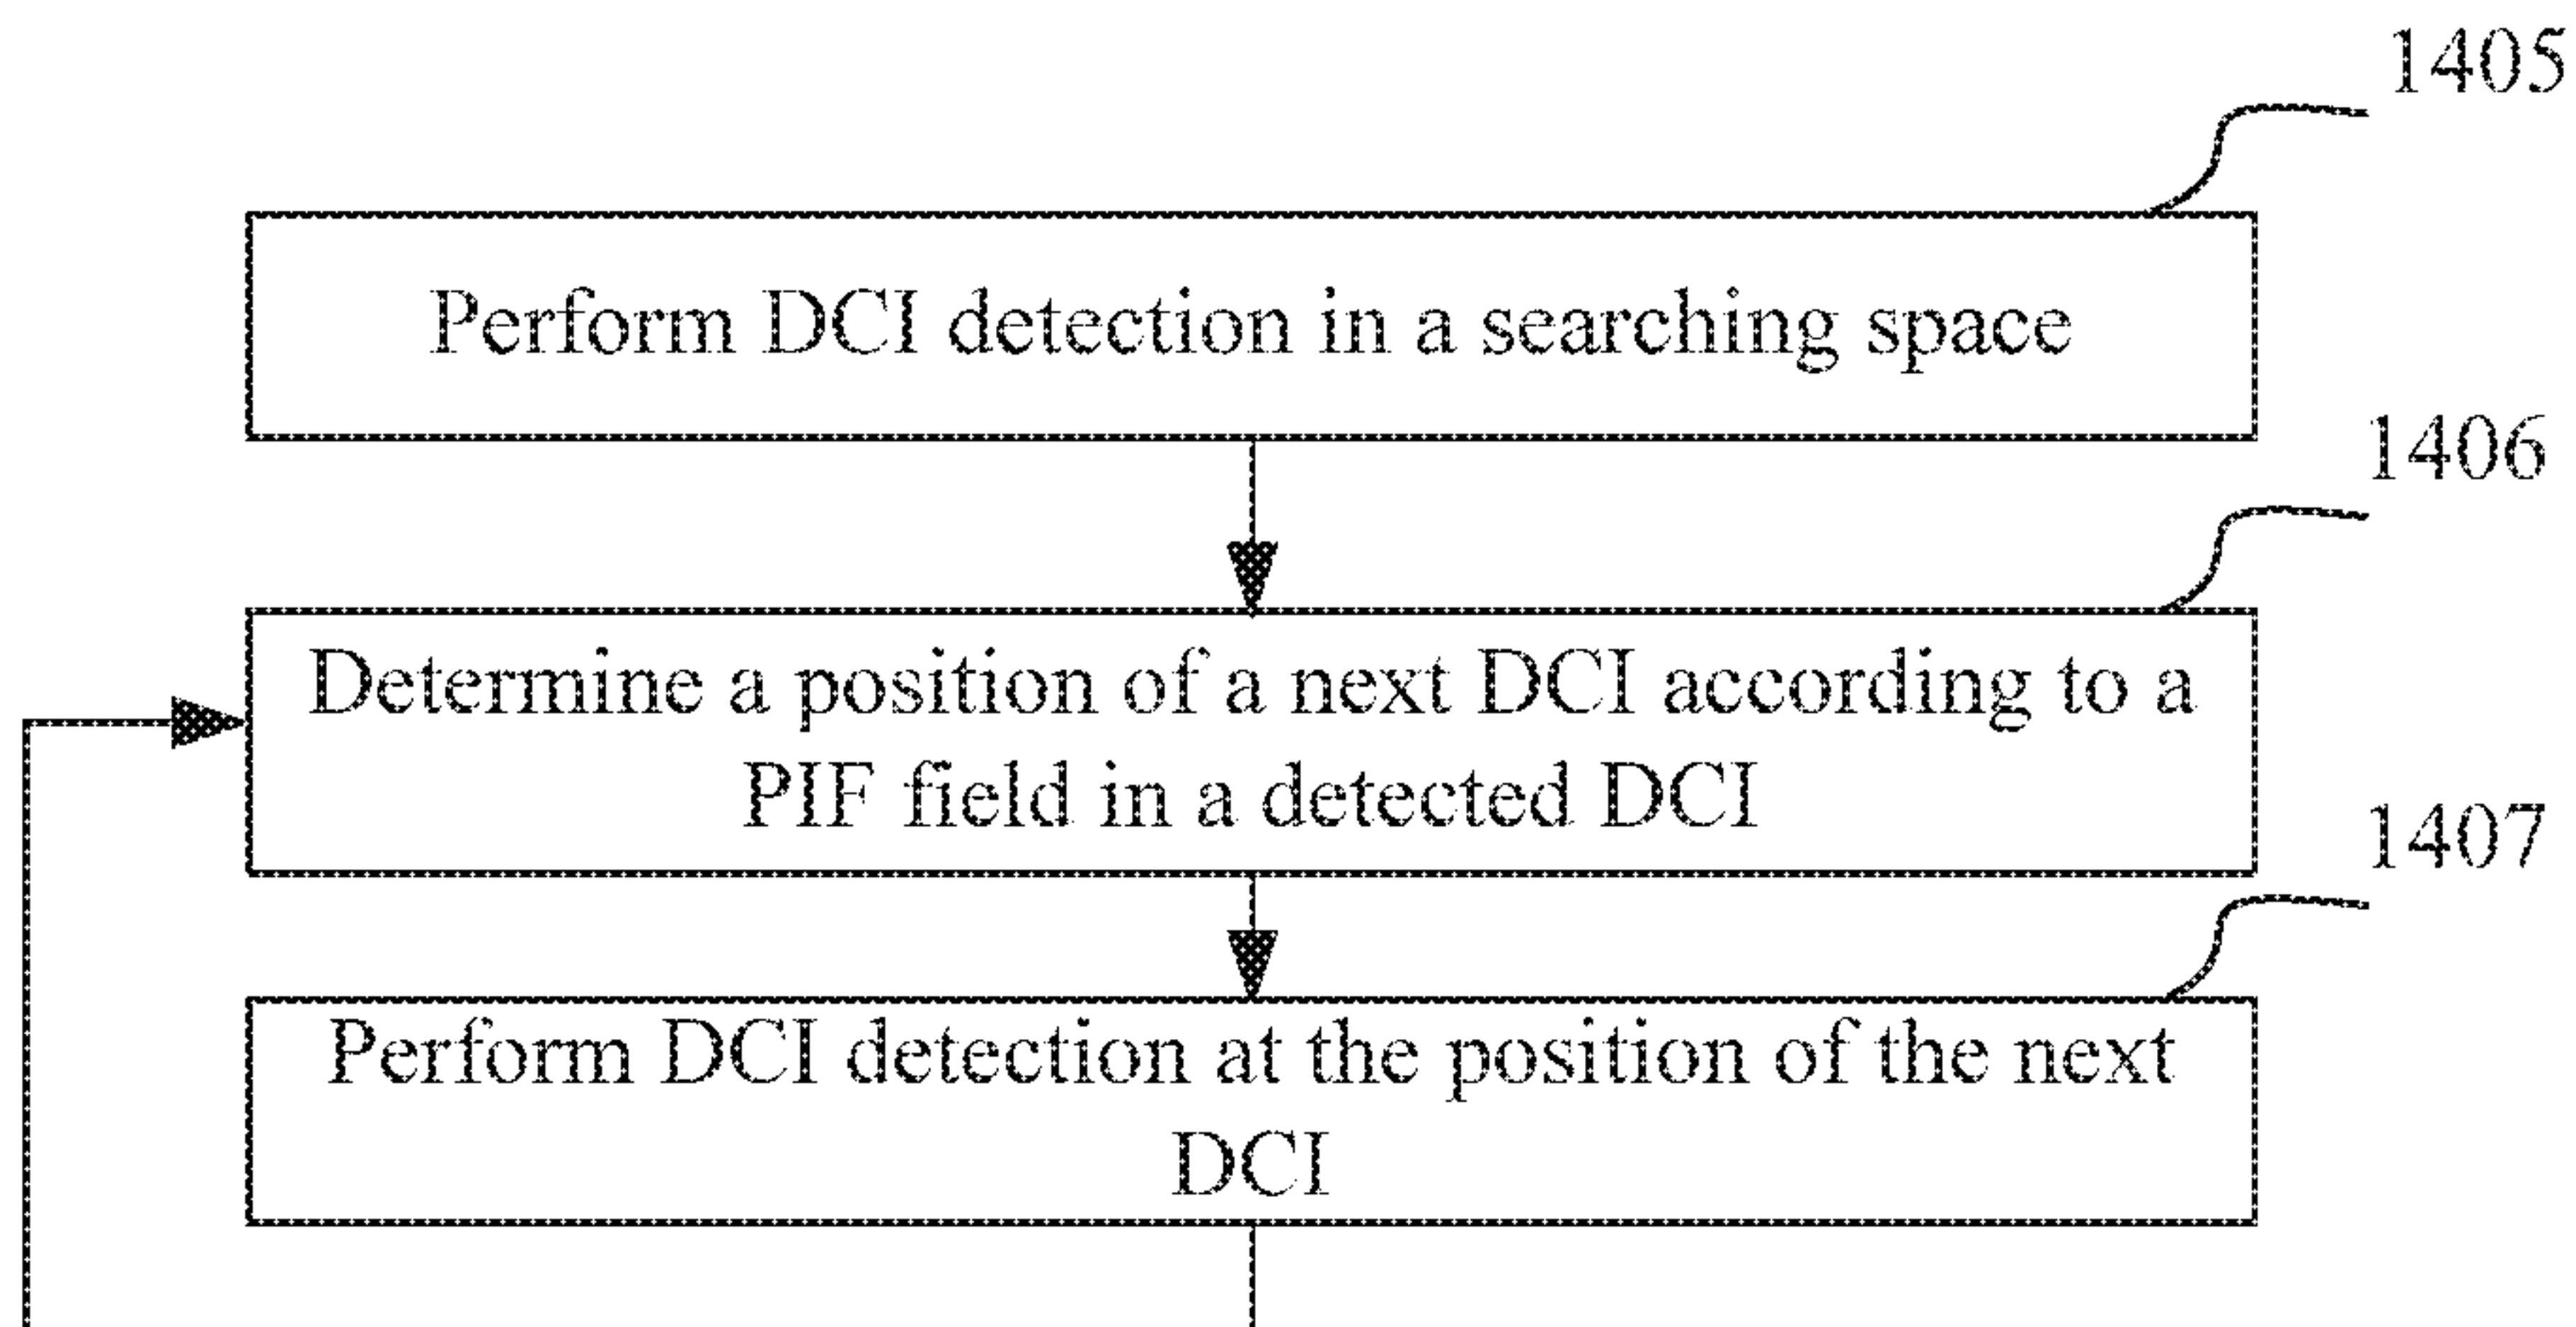 1405
Perform DCI detection in a searching space
1406
Determine a position of a next DCI according to a
PIF field in a detected DCI
1407
Perform DCI detection at the position of the next
DCI